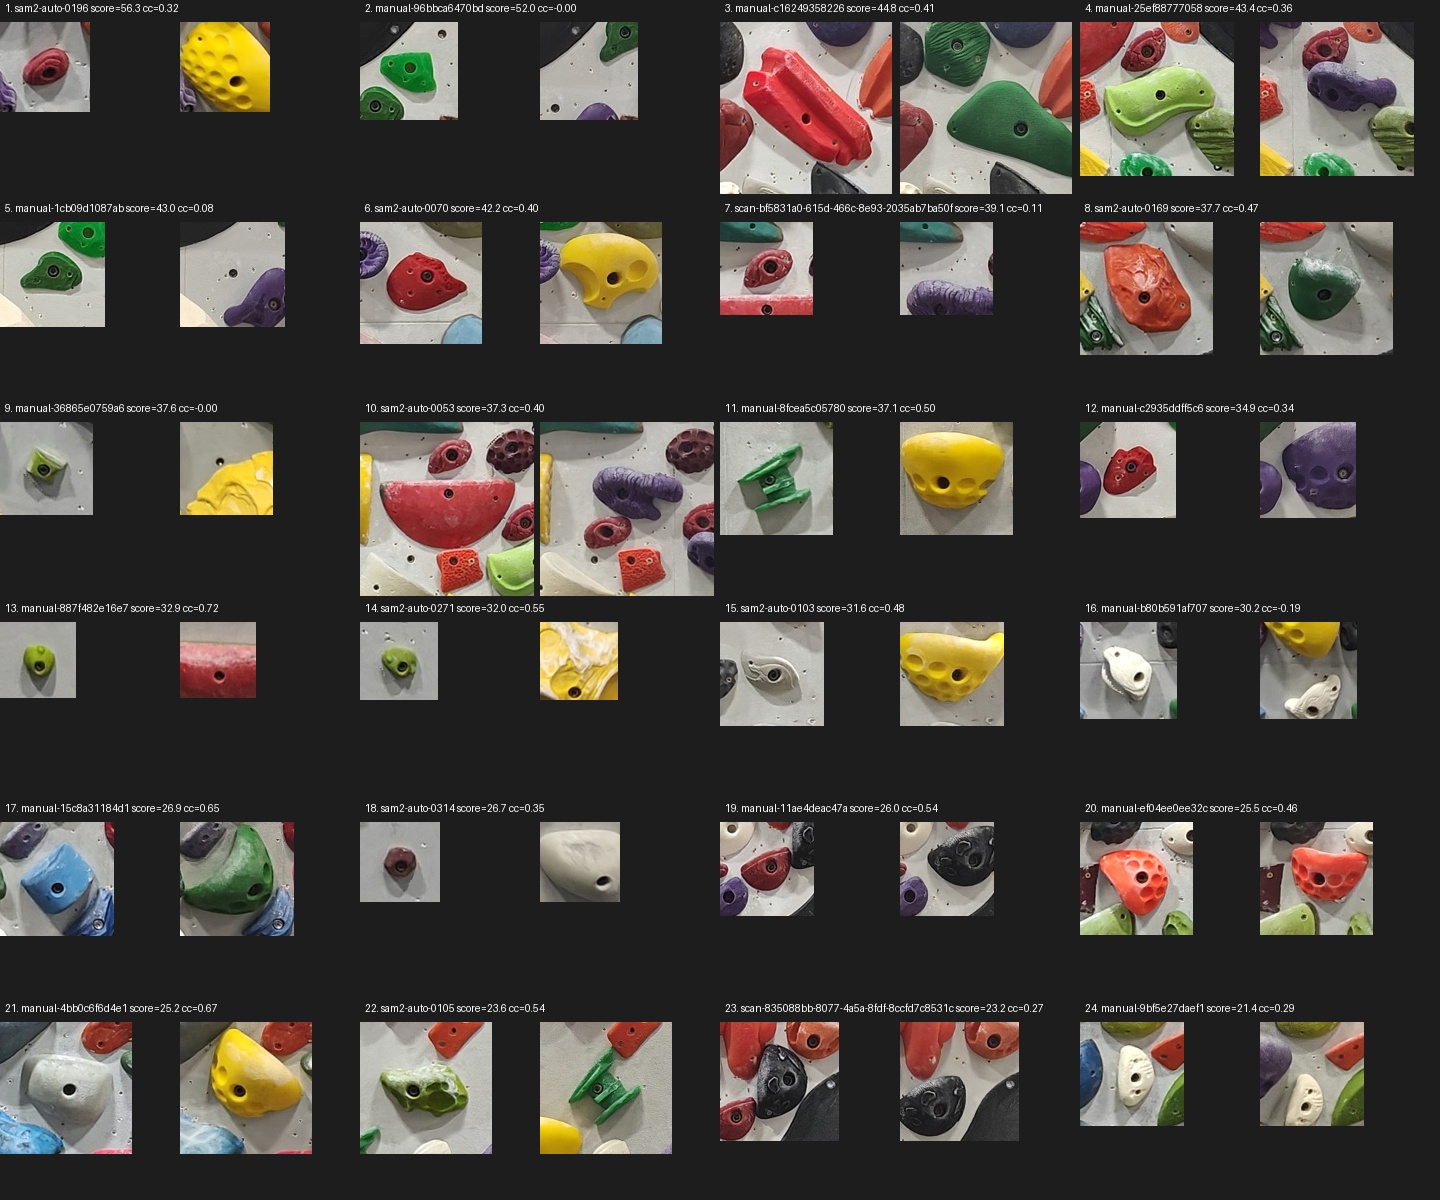 1. sam2-auto-0196 score=56.3 cc=0.32
2. manual-96bbca6470bd score=52.0 cc=-0.00
3. manual-c16249358226 score=44.8 cc=0.41
4. manual-25ef88777058 score=43.4 cc=0.36
5. manual-1cb09d1087ab score=43.0 cc=0.08
6. sam2-auto-0070 score=42.2 cc=0.40
7. scan-bf5831a0-615d-466c-8e93-2035ab7ba50f score=39.1 cc=0.11
8. sam2-auto-0169 score=37.7 cc=0.47
9. manual-36865e0759a6 score=37.6 cc=-0.00
10. sam2-auto-0053 score=37.3 cc=0.40
11. manual-8fcea5c05780 score=37.1 cc=0.50
12. manual-c2935ddff5c6 score=34.9 cc=0.34
13. manual-887f482e16e7 score=32.9 cc=0.72
14. sam2-auto-0271 score=32.0 cc=0.55
15. sam2-auto-0103 score=31.6 cc=0.48
16. manual-b80b591af707 score=30.2 cc=-0.19
17. manual-15c8a31184d1 score=26.9 cc=0.65
18. sam2-auto-0314 score=26.7 cc=0.35
19. manual-11ae4deac47a score=26.0 cc=0.54
20. manual-ef04ee0ee32c score=25.5 cc=0.46
21. manual-4bb0c6f6d4e1 score=25.2 cc=0.67
22. sam2-auto-0105 score=23.6 cc=0.54
23. scan-835088bb-8077-4a5a-8fdf-8ccfd7c8531c score=23.2 cc=0.27
24. manual-9bf5e27daef1 score=21.4 cc=0.29